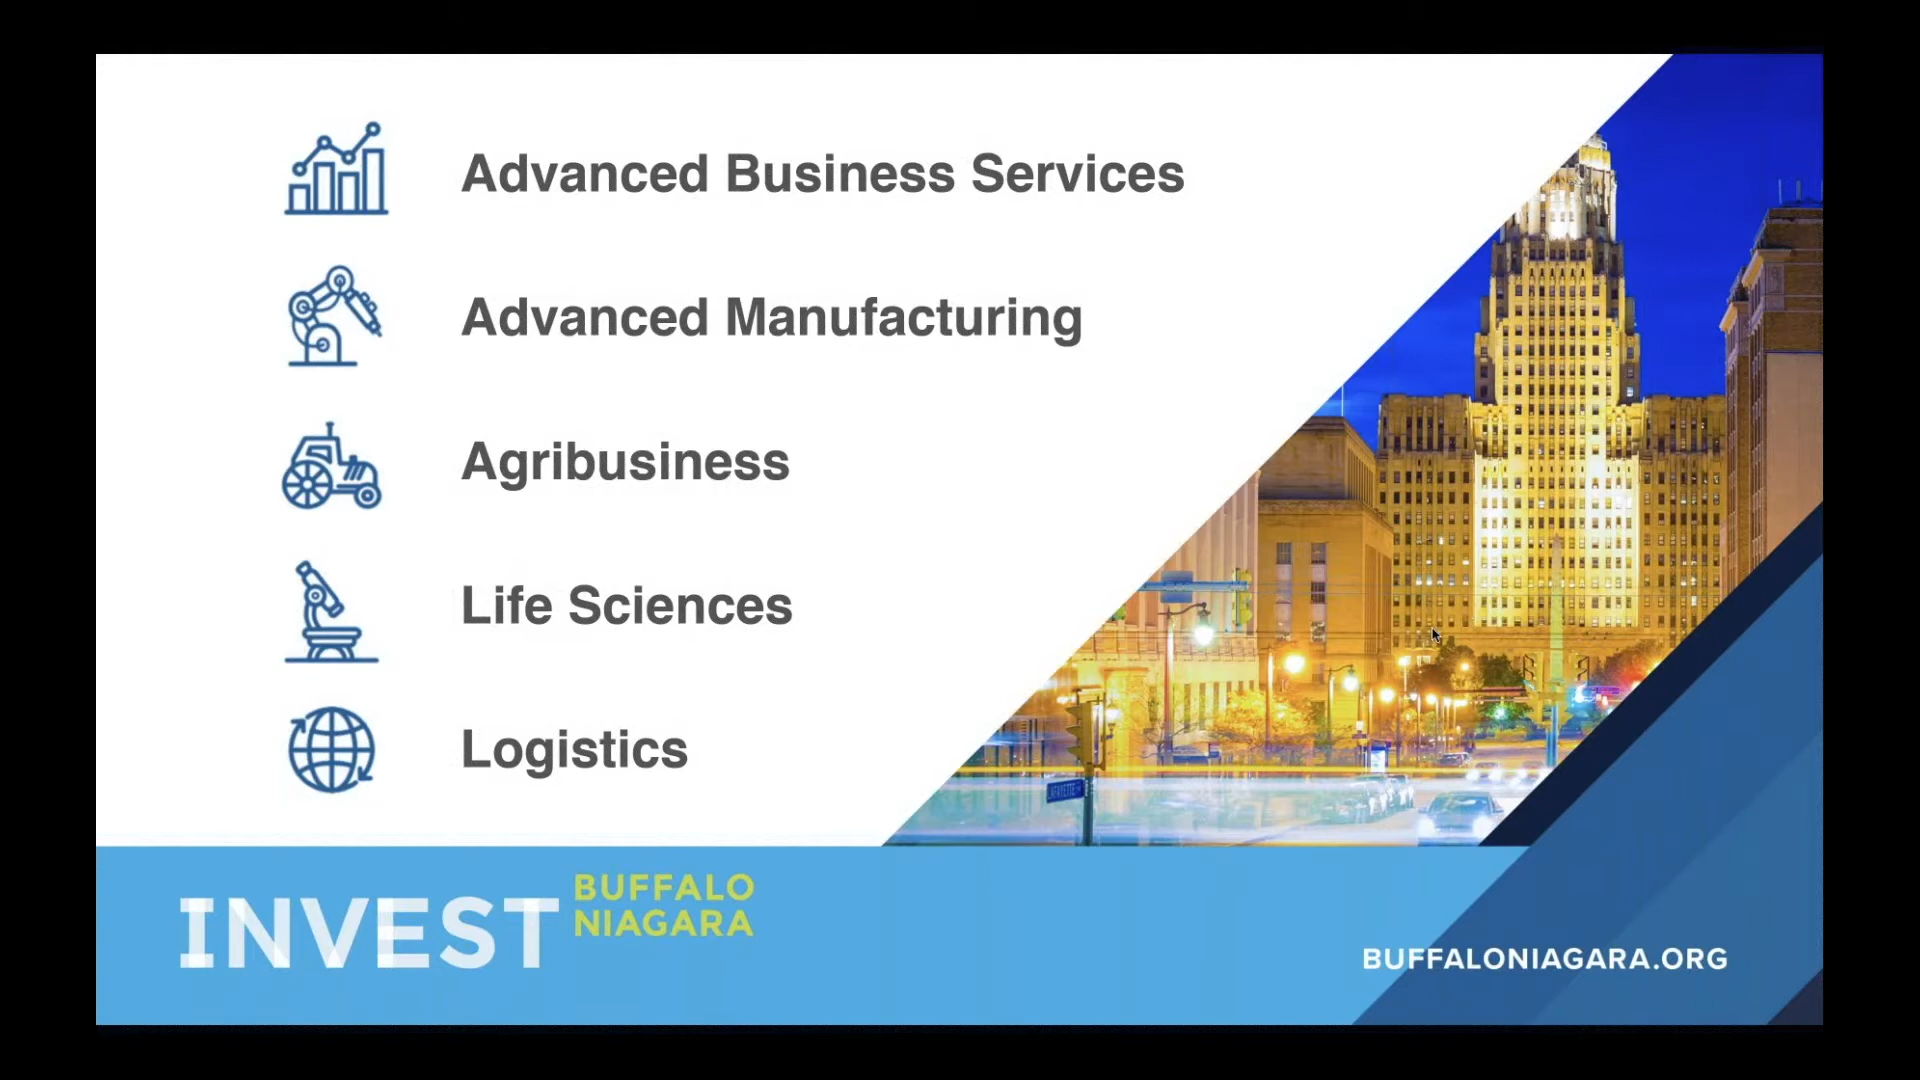 Advanced Business Services
Advanced Manufacturing
Agribusiness
Life Sciences
Logistics
INVEST
BUFFALO
NIAGARA
BUFFALONIAGARA.ORG